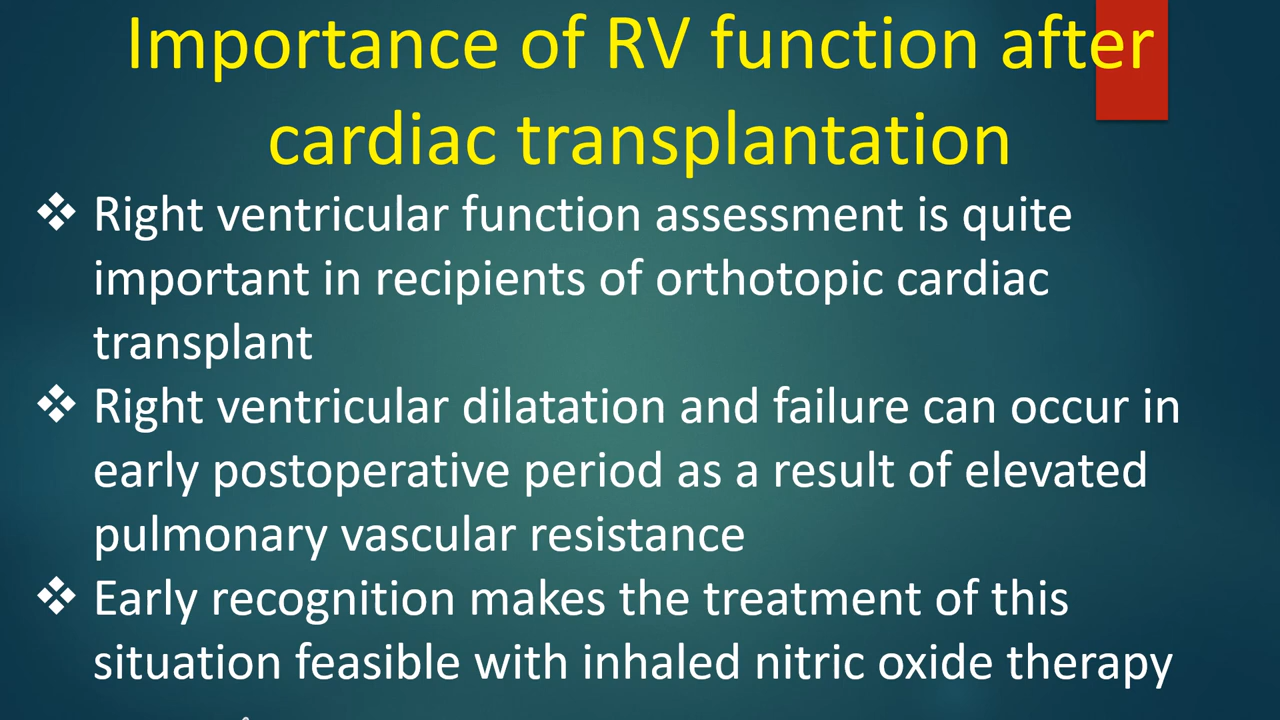 Importance of RV function after
cardiac transplantation
❖ Right ventricular function assessment is quite
important in recipients of orthotopic cardiac
transplant
❖ Right ventricular dilatation and failure can occur in
early postoperative period as a result of elevated
pulmonary vascular resistance
❖ Early recognition makes the treatment of this
situation feasible with inhaled nitric oxide therapy